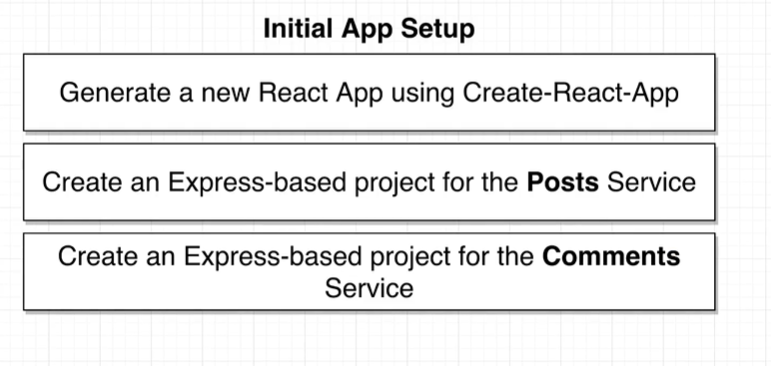 Initial App Setup
Generate a new React App using Create-React-App
Create an Express-based project for the Posts Service
Create an Express-based project for the Comments
Service